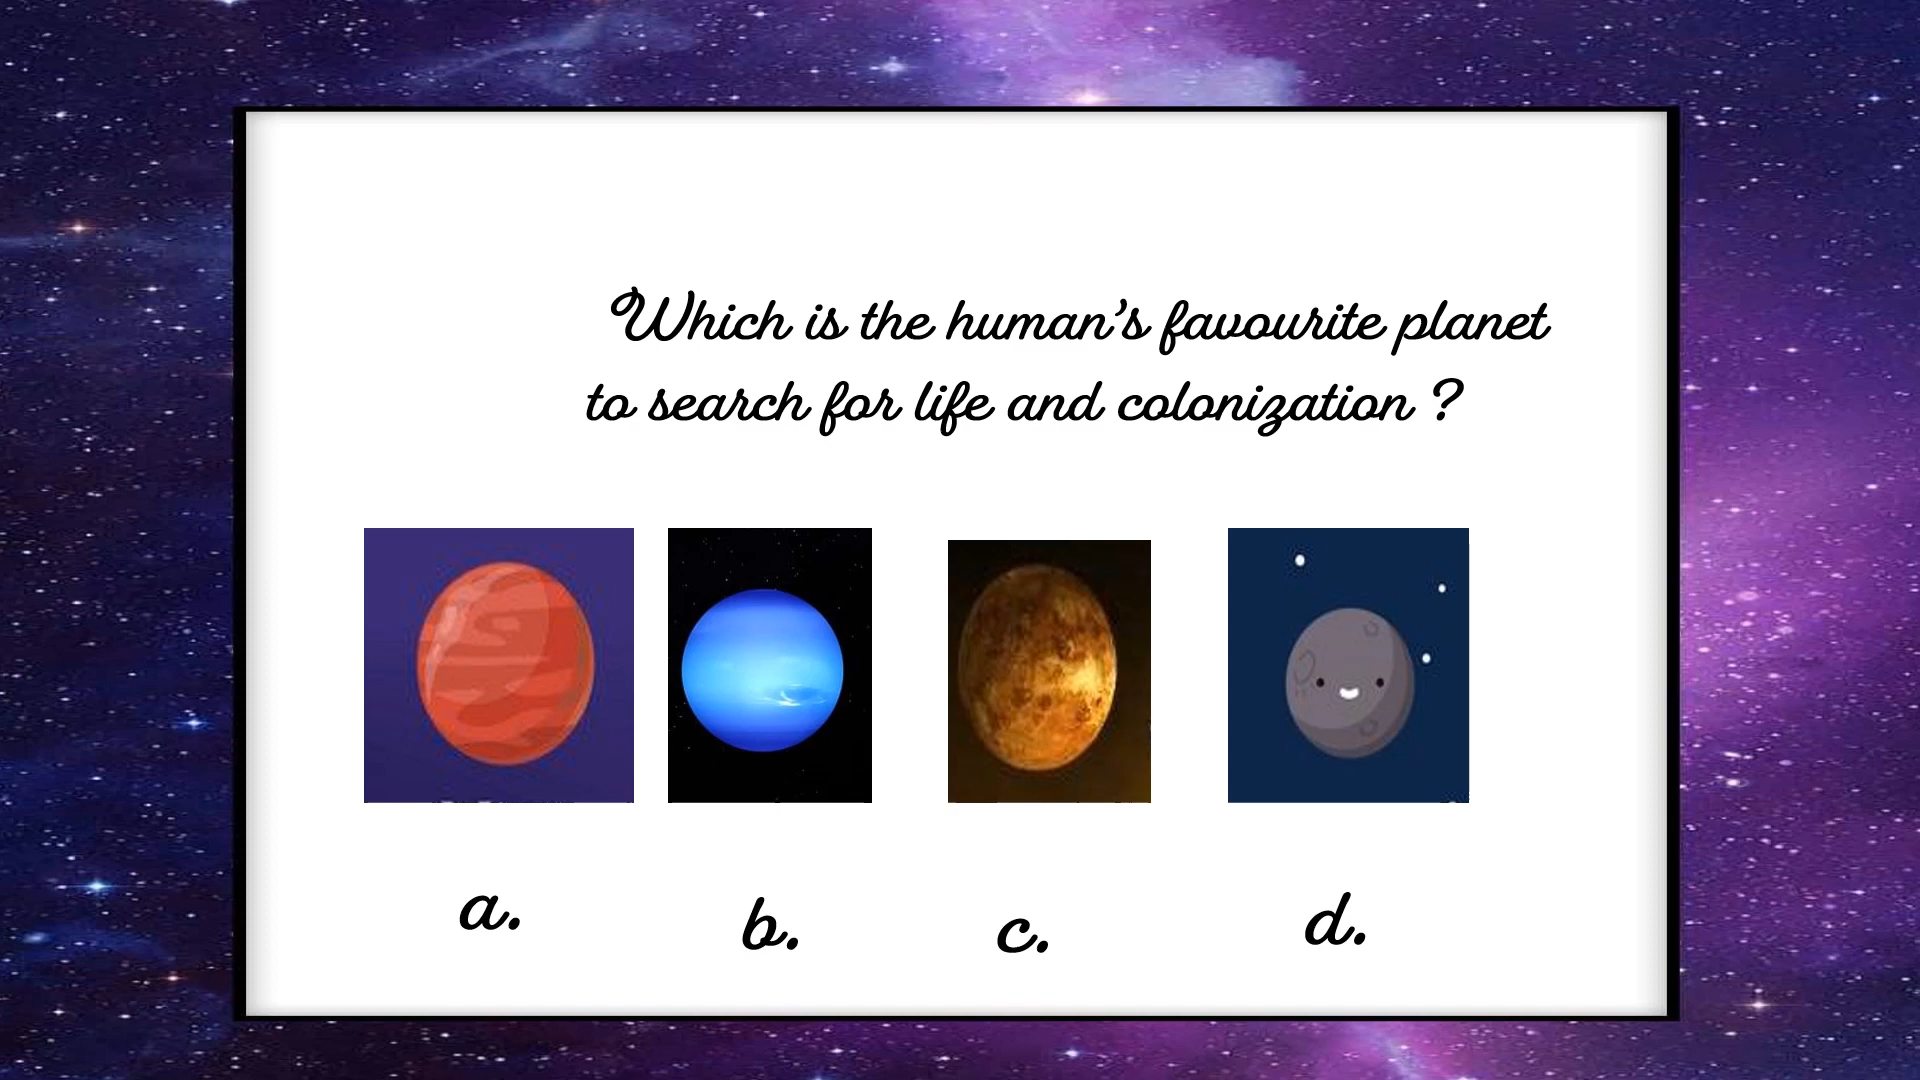 Which is the human's favourite planet
to search for life and colonization ?
a. b. c. d.